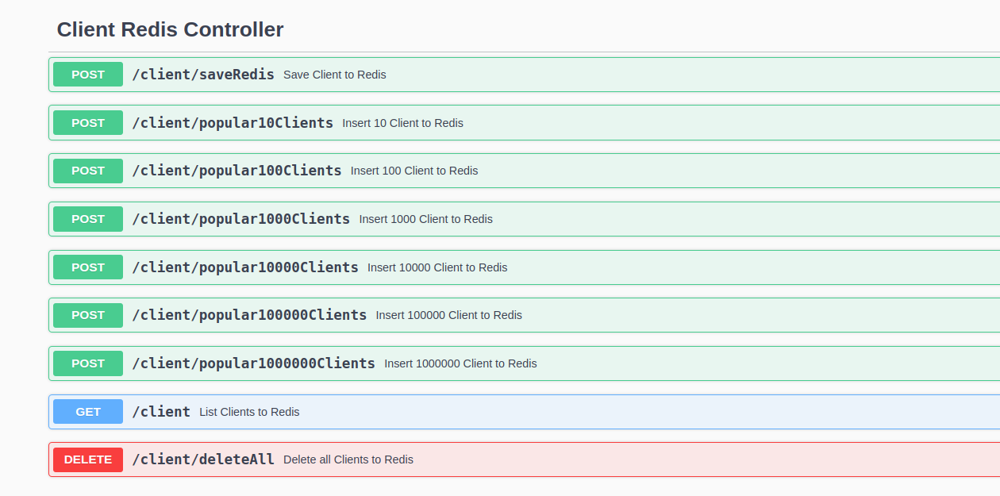 Client Redis Controller
POST /client/saveRedis Save Client to Redis
POST /client/popular10Clients Insert 10 Client to Redis
POST /client/popular100Clients Insert 100 Client to Redis
POST /client/popular1000Clients Insert 1000 Client to Redis
POST /client/popular10000Clients Insert 10000 Client to Redis
POST /client/popular100000Clients Insert 100000 Client to Redis
POST /client/popular1000000Clients Insert 1000000 Client to Redis
GET /client List Clients to Redis
DELETE /client/deleteAll Delete all Clients to Redis